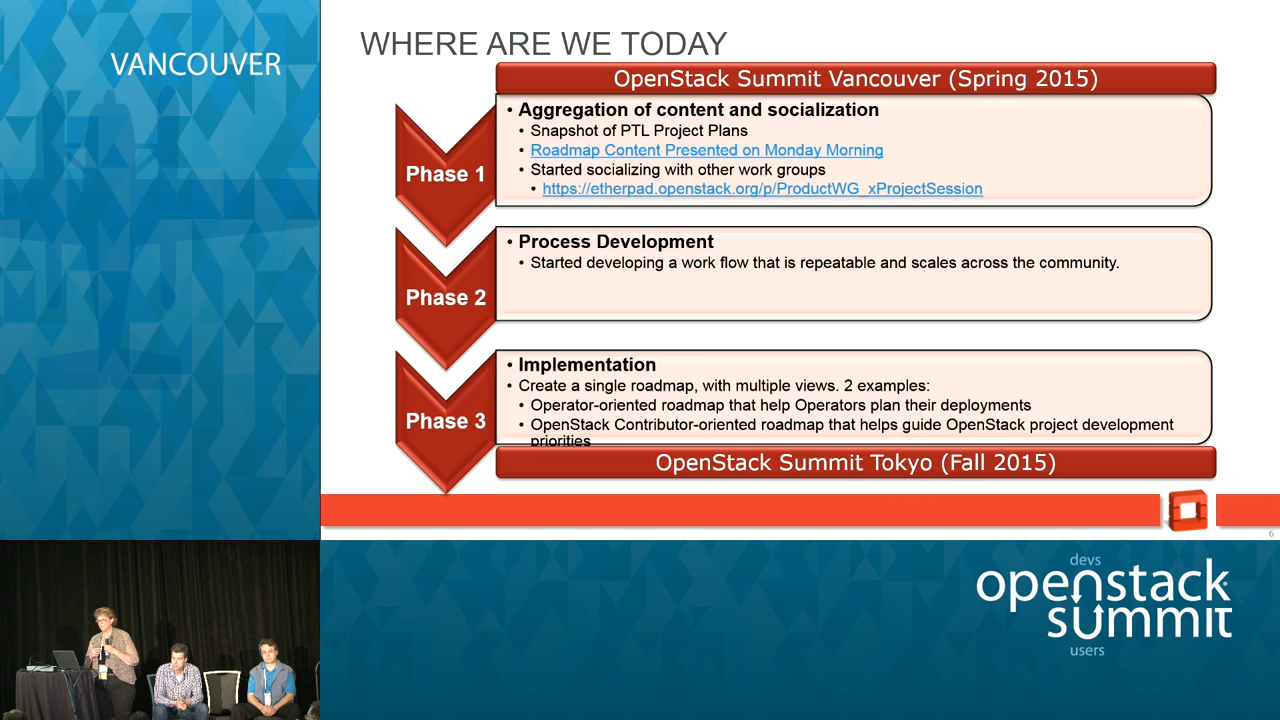 VANCOUVER
WHERE ARE WE TODAY
OpenStack Summit Vancouver (Spring 2015)
Phase 1
• Aggregation of content and socialization
• Snapshot of PTL Project Plans
• Roadmap Content Presented on Monday Morning
• Started socializing with other work groups
• https://etherpad.openstack.org/p/ProductWG_xProjectSession
Phase 2
• Process Development
• Started developing a work flow that is repeatable and scales across the community.
Phase 3
• Implementation
• Create a single roadmap, with multiple views. 2 examples:
• Operator-oriented roadmap that help Operators plan their deployments
• OpenStack Contributor-oriented roadmap that helps guide OpenStack project development
priorities
OpenStack Summit Tokyo (Fall 2015)
6
devs
openstack
summit
users